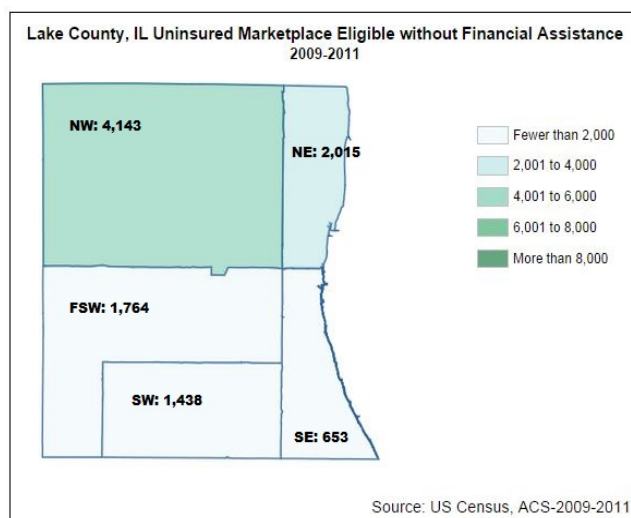 Lake County, IL Uninsured Marketplace Eligible without Financial Assistance
2009-2011
NW: 4,143
NE: 2,015
FSW: 1,764
SW: 1,438
SE: 653
Fewer than 2,000
2,001 to 4,000
4,001 to 6,000
6,001 to 8,000
More than 8,000
Source: US Census, ACS-2009-2011